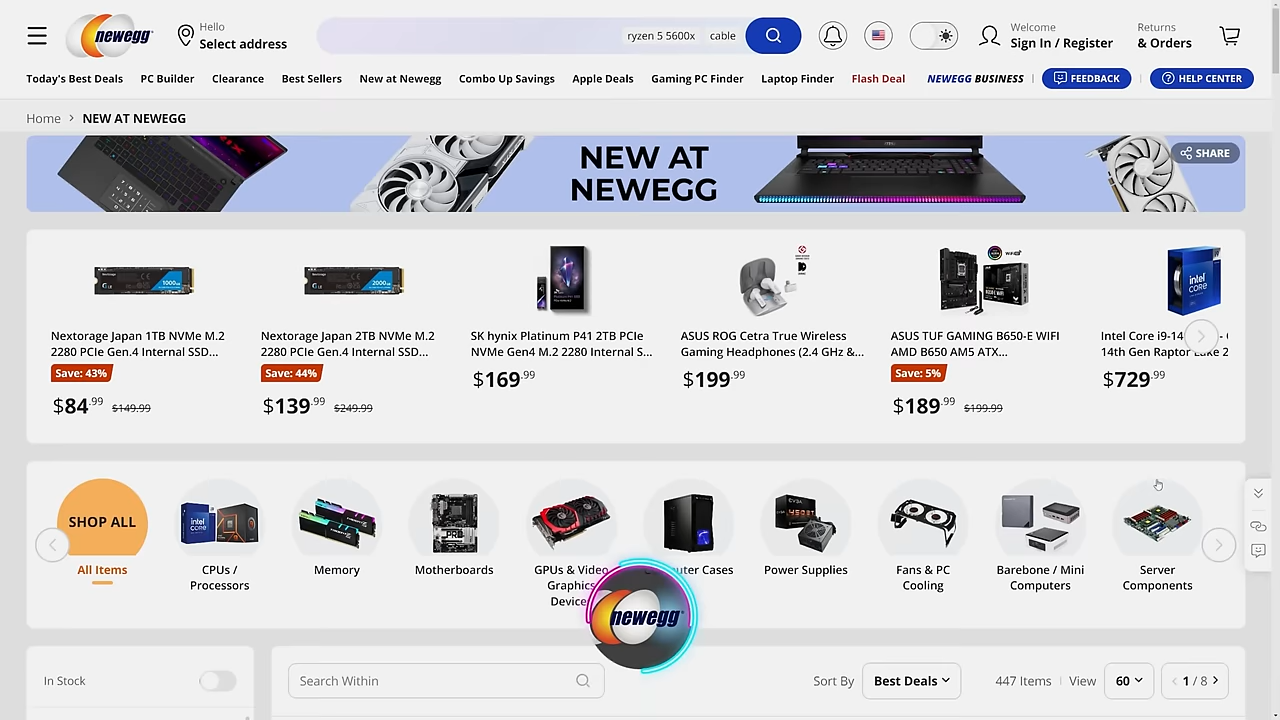 newegg
Hello
Select address
ryzen 5 5600x
cable
Welcome
Sign In / Register
Returns
& Orders
Today's Best Deals
PC Builder
Clearance
Best Sellers
New at Newegg
Combo Up Savings
Apple Deals
Gaming PC Finder
Laptop Finder
Flash Deal
NEWEGG BUSINESS
FEEDBACK
HELP CENTER
Home > NEW AT NEWEGG
NEW AT
NEWEGG
SHARE
Nextorage Japan 1TB NVMe M.2
2280 PCIe Gen.4 Internal SSD...
Save: 43%
$84.99 $149.99
Nextorage Japan 2TB NVMe M.2
2280 PCIe Gen.4 Internal SSD...
Save: 44%
$139.99 $249.99
SK hynix Platinum P41 2TB PCIe
NVMe Gen4 M.2 2280 Internal S...
$169.99
ASUS ROG Cetra True Wireless
Gaming Headphones (2.4 GHz &...
$199.99
ASUS TUF GAMING B650-E WIFI
AMD B650 AM5 ATX...
Save: 5%
$189.99 $199.99
intel
CORE
Intel Core i9-14
14th Gen Raptor Lake 2
$729.99
SHOP ALL
All Items
CPUs /
Processors
Memory
Motherboards
GPUs & Video
Graphics
Device
uter Cases
Power Supplies
Fans & PC
Cooling
Barebone / Mini
Computers
Server
Components
newegg
In Stock
Search Within
Sort By
Best Deals
447 Items
View
60
1 / 8